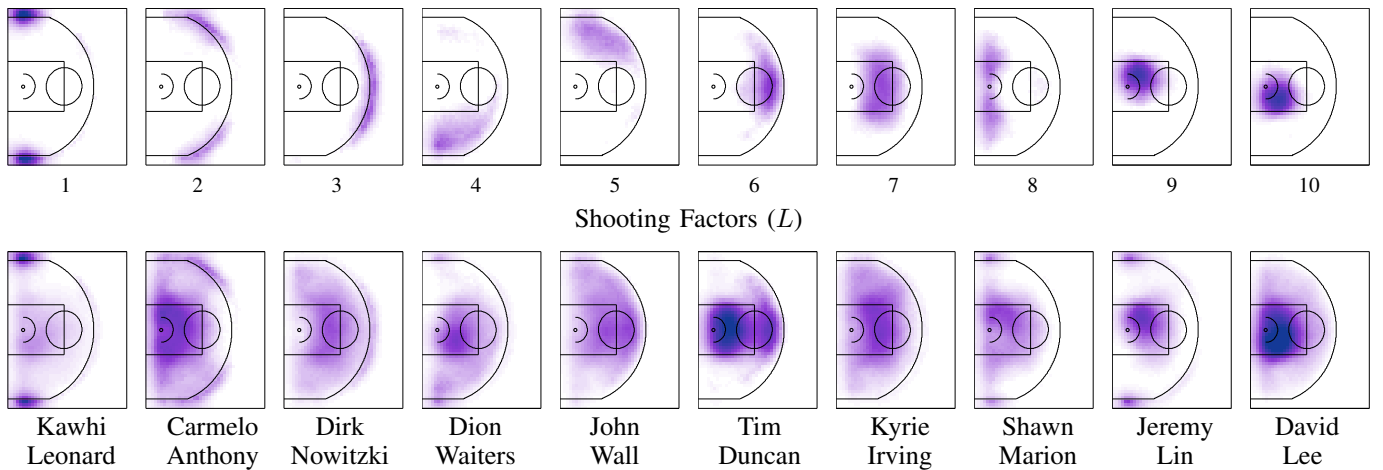 1 2 3 4 5 6 7 8 9 10
Shooting Factors (L)
Kawhi Carmelo Dirk Dion John Tim Kyrie Shawn Jeremy David
Leonard Anthony Nowitzki Waiters Wall Duncan Irving Marion Lin Lee